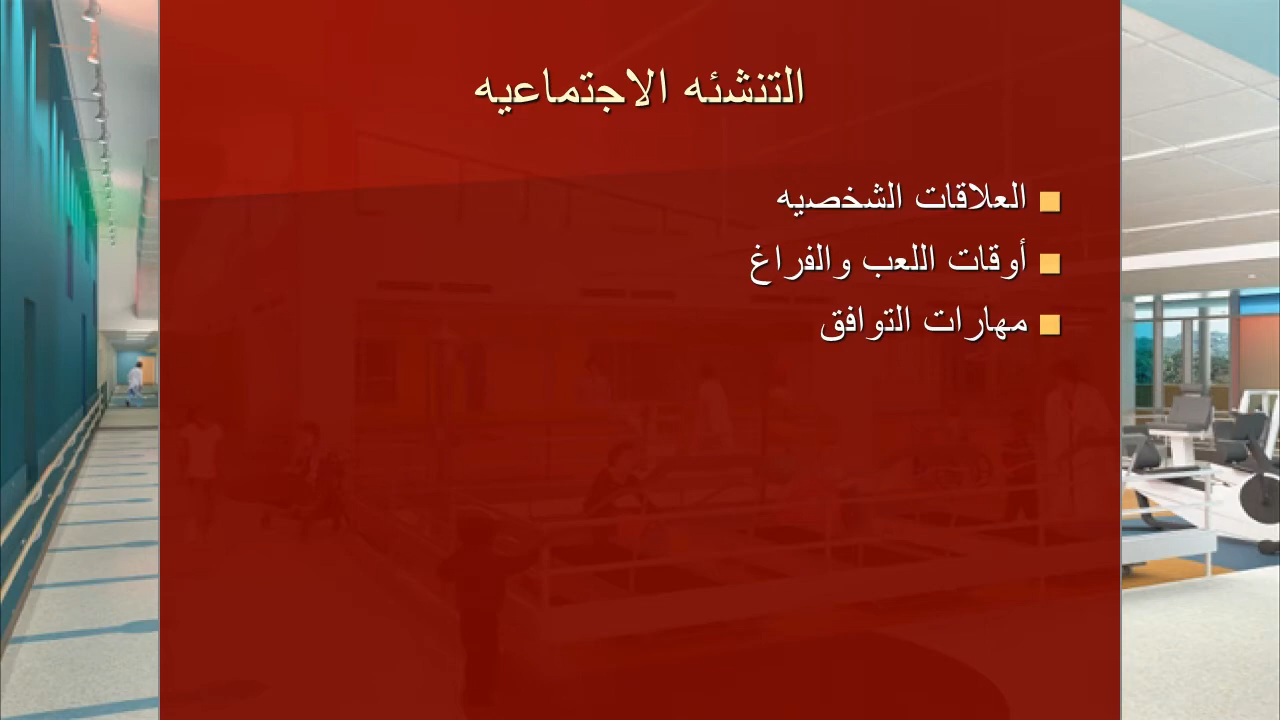 التنشئه الاجتماعيه
العلاقات الشخصيه
أوقات اللعب والفراغ
مهارات التوافق